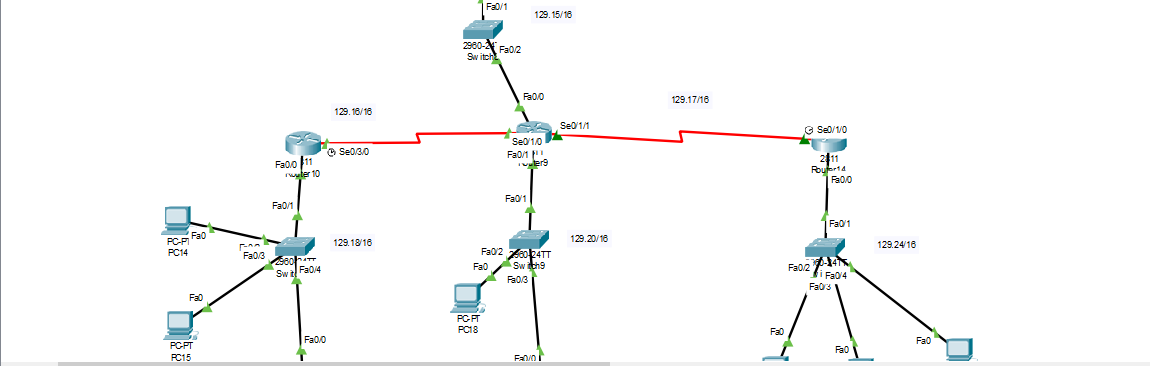 Fa0/1
129.15/16
Fa0/2
Fa0/0
129.17/16
129.16/16
Se0/1/1
Se0/1/0
Se0/1/0
Se0/3/0
Fa0/1
Fa0/0
Fa0/0
Fa0/1
Fa0/1
Fa0/1
Fa0
129.18/16
129.20/16
129.24/16
PC-PT
PC14
Fa0/3
Fa0/4
Fa0/2
Switch9
Fa0
Fa0/3
Fa0/2
Fa0/4
Fa0/3
Fa0
PC-PT
PC18
Fa0
Fa0
Fa0
Fa0/0
PC-PT
PC15
Fa0/0